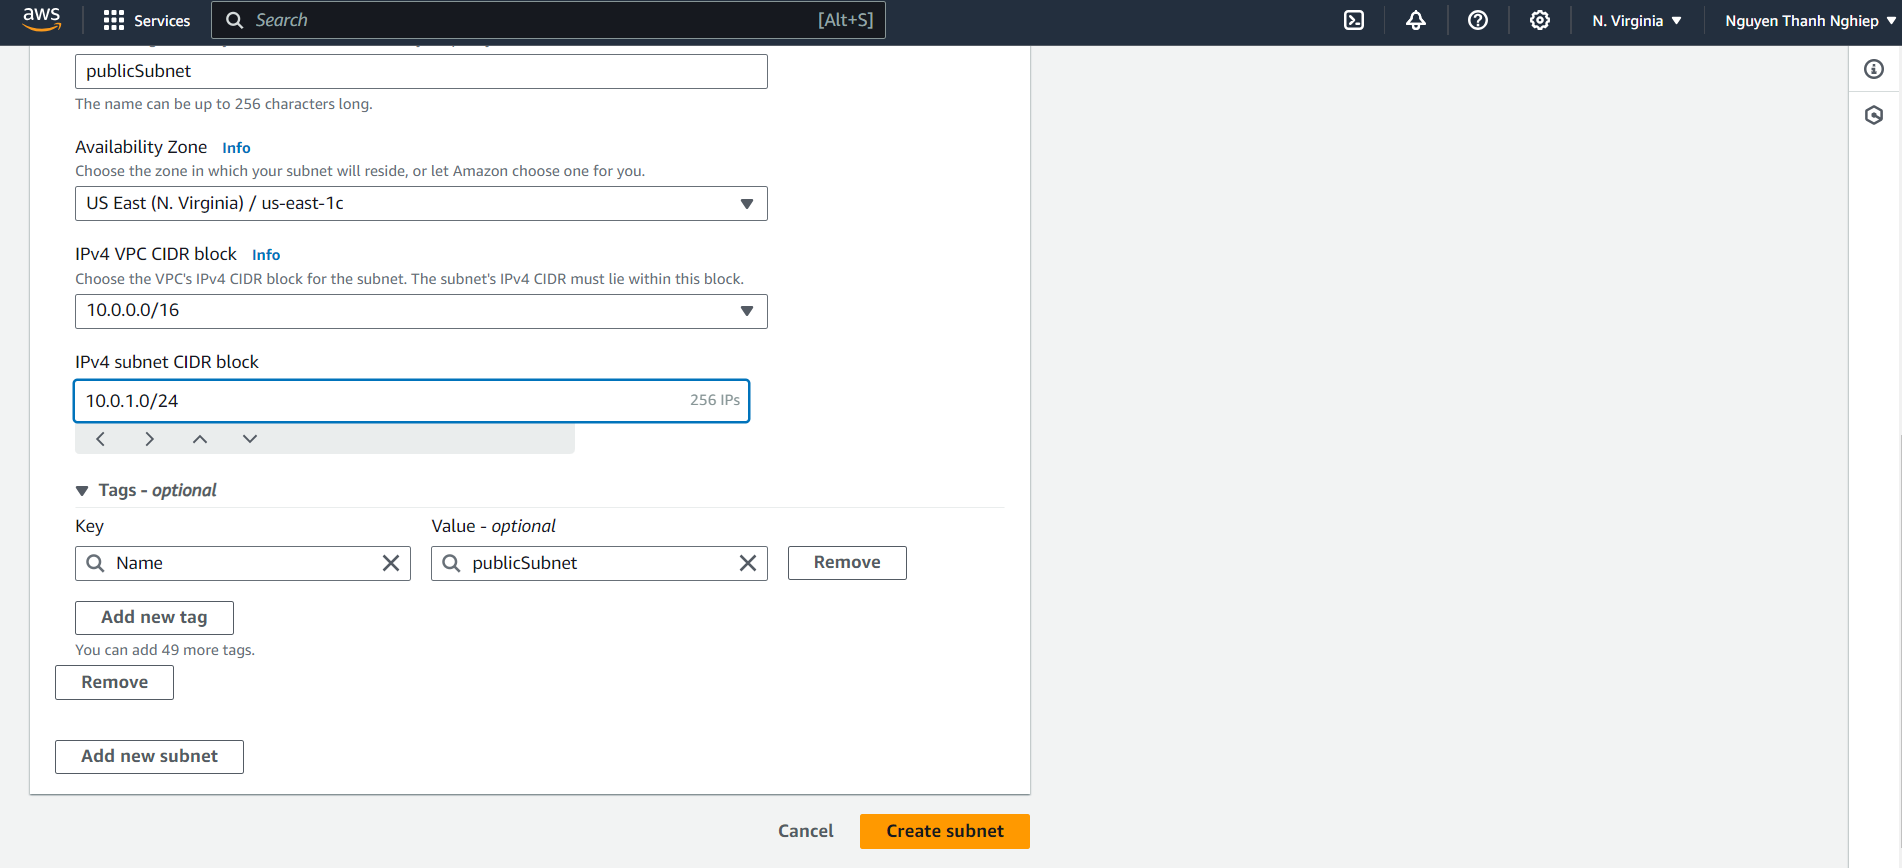 aws
Services
Search
[Alt+S]
N. Virginia
Nguyen Thanh Nghiep
publicSubnet
The name can be up to 256 characters long.
Availability Zone Info
Choose the zone in which your subnet will reside, or let Amazon choose one for you.
US East (N. Virginia) / us-east-1c
IPv4 VPC CIDR block Info
Choose the VPC's IPv4 CIDR block for the subnet. The subnet's IPv4 CIDR must lie within this block.
10.0.0.0/16
IPv4 subnet CIDR block
10.0.1.0/24 256 IPs
Tags - optional
Key Value - optional
Name publicSubnet Remove
Add new tag
You can add 49 more tags.
Remove
Add new subnet
Cancel Create subnet